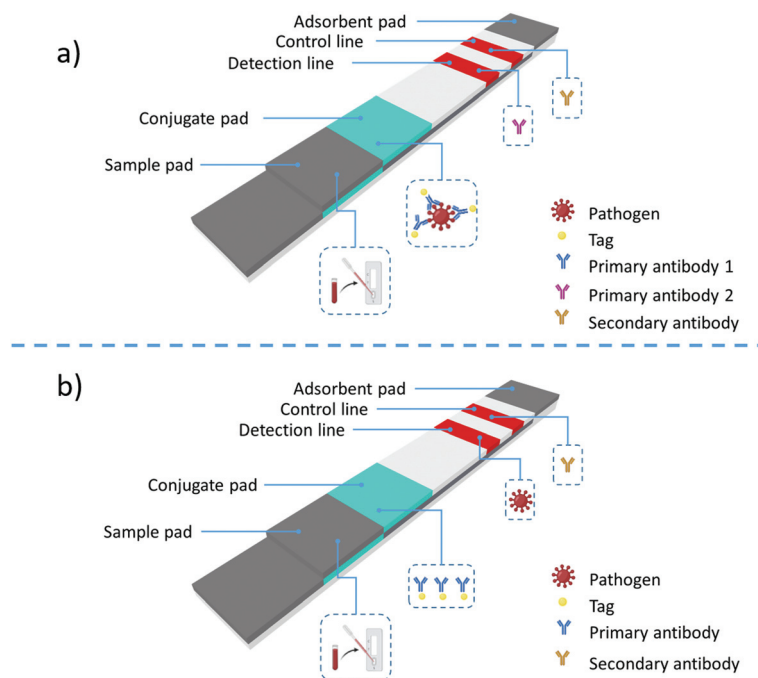 a)
Adsorbent pad
Control line
Detection line
Conjugate pad
Sample pad
Pathogen
Tag
Primary antibody 1
Primary antibody 2
Secondary antibody
b)
Adsorbent pad
Control line
Detection line
Conjugate pad
Sample pad
Pathogen
Tag
Primary antibody
Secondary antibody